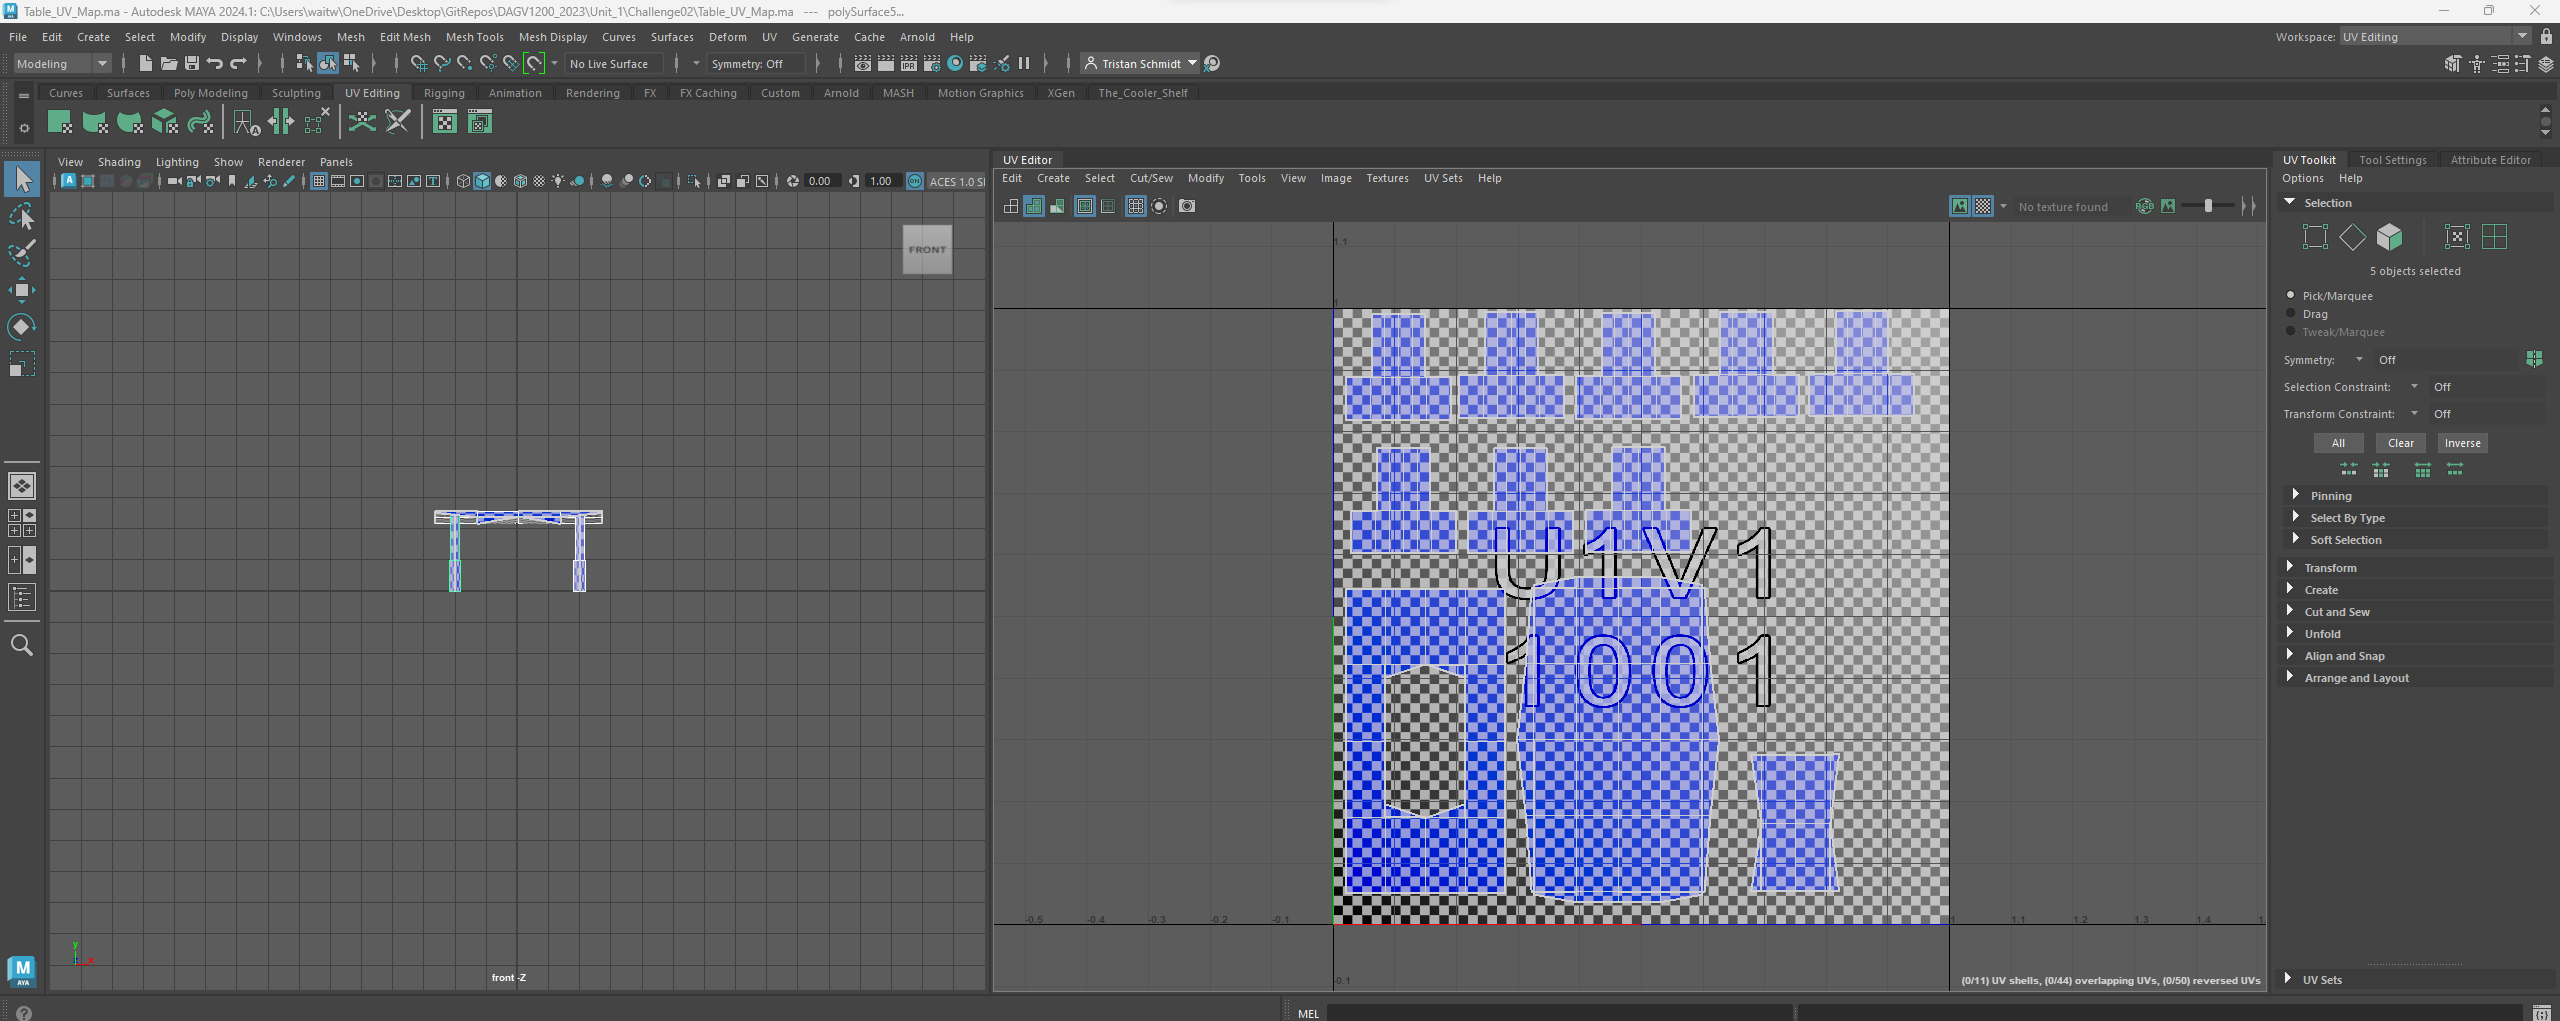 Table_UV_Map.ma - Autodesk MAYA 2024.1: C:\Users\waitw\OneDrive\Desktop\GitRepos\DAGV1200_2023\Unit_1\Challenge02\Table_UV_Map.ma --- polySurface5...
File Edit Create Select Modify Display Windows Mesh Edit Mesh Mesh Tools Mesh Display Curves Surfaces Deform UV Generate Cache Arnold Help
Workspace: UV Editing
Modeling No Live Surface Symmetry: Off Tristan Schmidt
Curves Surfaces Poly Modeling Sculpting UV Editing Rigging Animation Rendering FX FX Caching Custom Arnold MASH Motion Graphics XGen The_Cooler_Shelf
View Shading Lighting Show Renderer Panels
0.00 1.00 ACES 1.0 S
FRONT
front -Z
y
x
M
AYA
UV Editor
Edit Create Select Cut/Sew Modify Tools View Image Textures UV Sets Help
No texture found
1.1
1
U1V1
1001
-0.5 -0.4 -0.3 -0.2 -0.1 1 1.1 1.2 1.3 1.4 1.
-0.1
(0/11) UV shells, (0/44) overlapping UVs, (0/50) reversed UVs
UV Toolkit Tool Settings Attribute Editor
Options Help
Selection
5 objects selected
Pick/Marquee
Drag
Tweak/Marquee
Symmetry: Off
Selection Constraint: Off
Transform Constraint: Off
All Clear Inverse
Pinning
Select By Type
Soft Selection
Transform
Create
Cut and Sew
Unfold
Align and Snap
Arrange and Layout
UV Sets
MEL